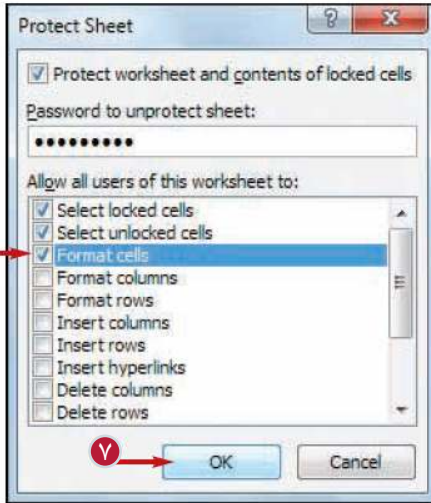 Protect Sheet
Protect worksheet and contents of locked cells
Password to unprotect sheet:
•••••••••
Allow all users of this worksheet to:
Select locked cells
Select unlocked cells
Format cells
Format columns
Format rows
Insert columns
Insert rows
Insert hyperlinks
Delete columns
Delete rows
۷
OK Cancel